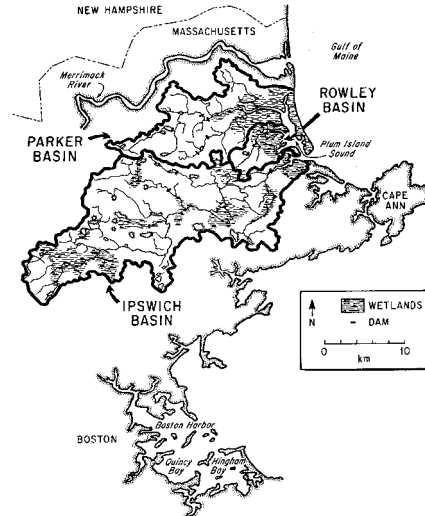 NEW HAMPSHIRE
MASSACHUSETTS
Gulf of
Maine
Merrimack
River
ROWLEY
BASIN
PARKER
BASIN
Plum Island
Sound
CAPE
ANN
IPSWICH
BASIN
WETLANDS
N
DAM
0 10
km
BOSTON
Boston Harbor
Quincy
Bay
Hingham
Bay